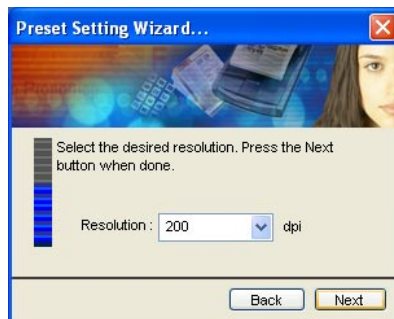 Preset Setting Wizard...
Select the desired resolution. Press the Next
button when done.
Resolution : 200 dpi
Back Next